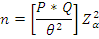 n = [P * Q / θ²] Z²α